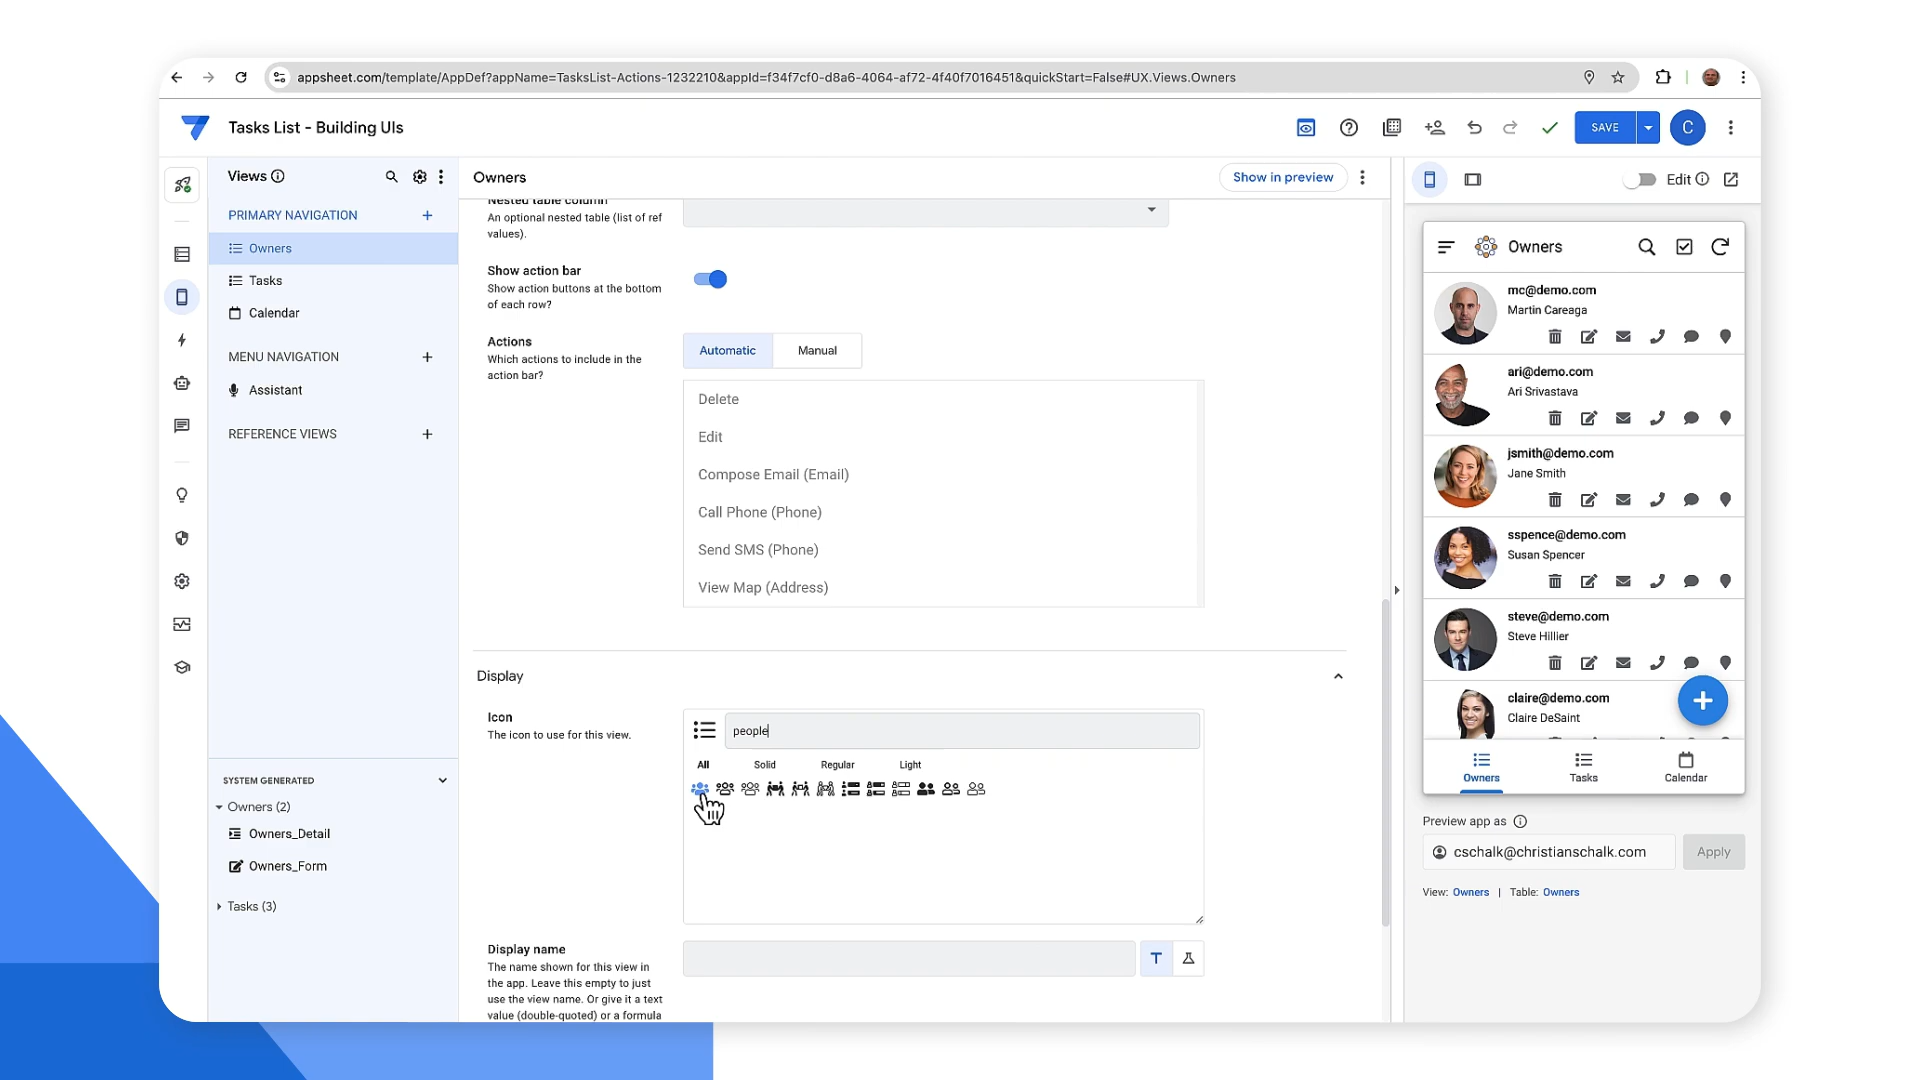 appsheet.com/template/AppDef?appName=TasksList-Actions-1232210&appId=f34f7cf0-d8a6-4064-af72-4f40f7016451&quickStart=False#UX.Views.Owners
Tasks List - Building UIs
SAVE
C
Views
PRIMARY NAVIGATION
Owners
Tasks
Calendar
MENU NAVIGATION
Assistant
REFERENCE VIEWS
SYSTEM GENERATED
Owners (2)
Owners_Detail
Owners_Form
Tasks (3)
Owners
Show in preview
Nested table column
An optional nested table (list of ref
values).
Show action bar
Show action buttons at the bottom
of each row?
Actions
Which actions to include in the
action bar?
Automatic
Manual
Delete
Edit
Compose Email (Email)
Call Phone (Phone)
Send SMS (Phone)
View Map (Address)
Display
Icon
The icon to use for this view.
people
All
Solid
Regular
Light
Display name
The name shown for this view in
the app. Leave this empty to just
use the view name. Or give it a text
value (double-quoted) or a formula
T
Edit
Owners
mc@demo.com
Martin Careaga
ari@demo.com
Ari Srivastava
jsmith@demo.com
Jane Smith
sspence@demo.com
Susan Spencer
steve@demo.com
Steve Hillier
claire@demo.com
Claire DeSaint
Owners
Tasks
Calendar
Preview app as
cschalk@christianschalk.com
Apply
View: Owners | Table: Owners